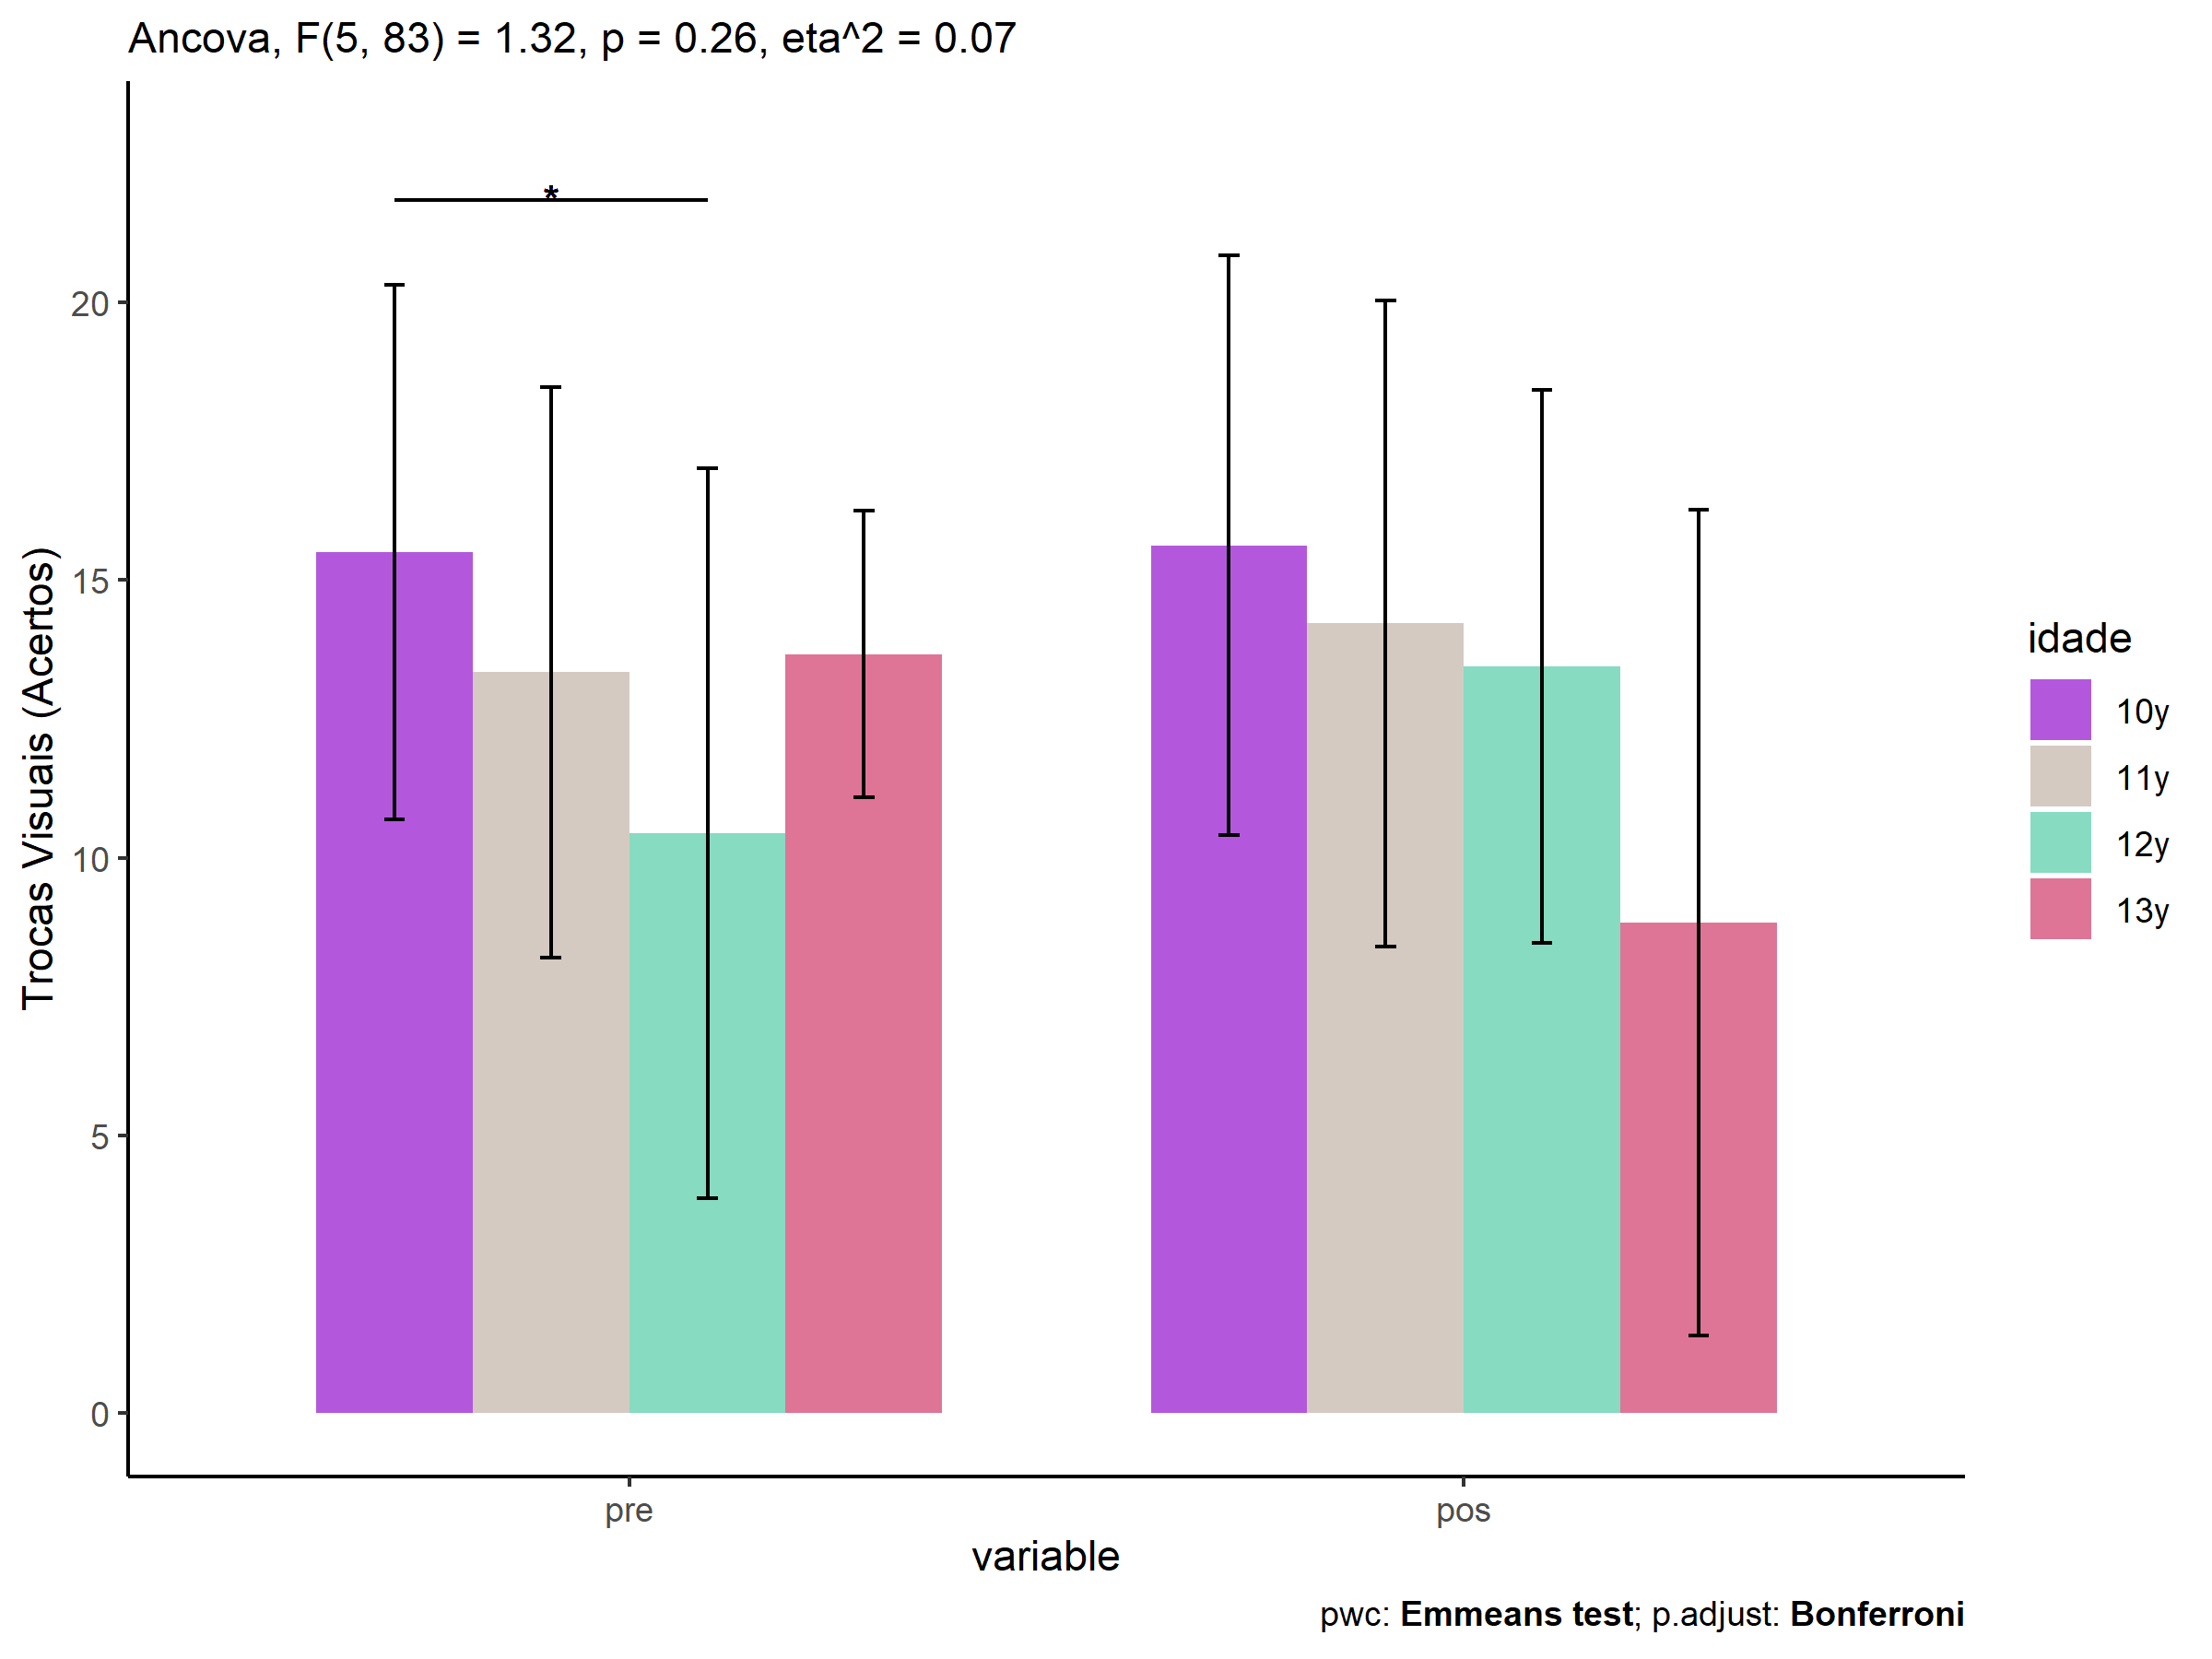 Ancova, F(5, 83) = 1.32, p = 0.26, eta^2 = 0.07
*
20
15
10
5
0
Trocas Visuais (Acertos)
pre
pos
variable
idade
10y
11y
12y
13y
pwc: Emmeans test; p.adjust: Bonferroni